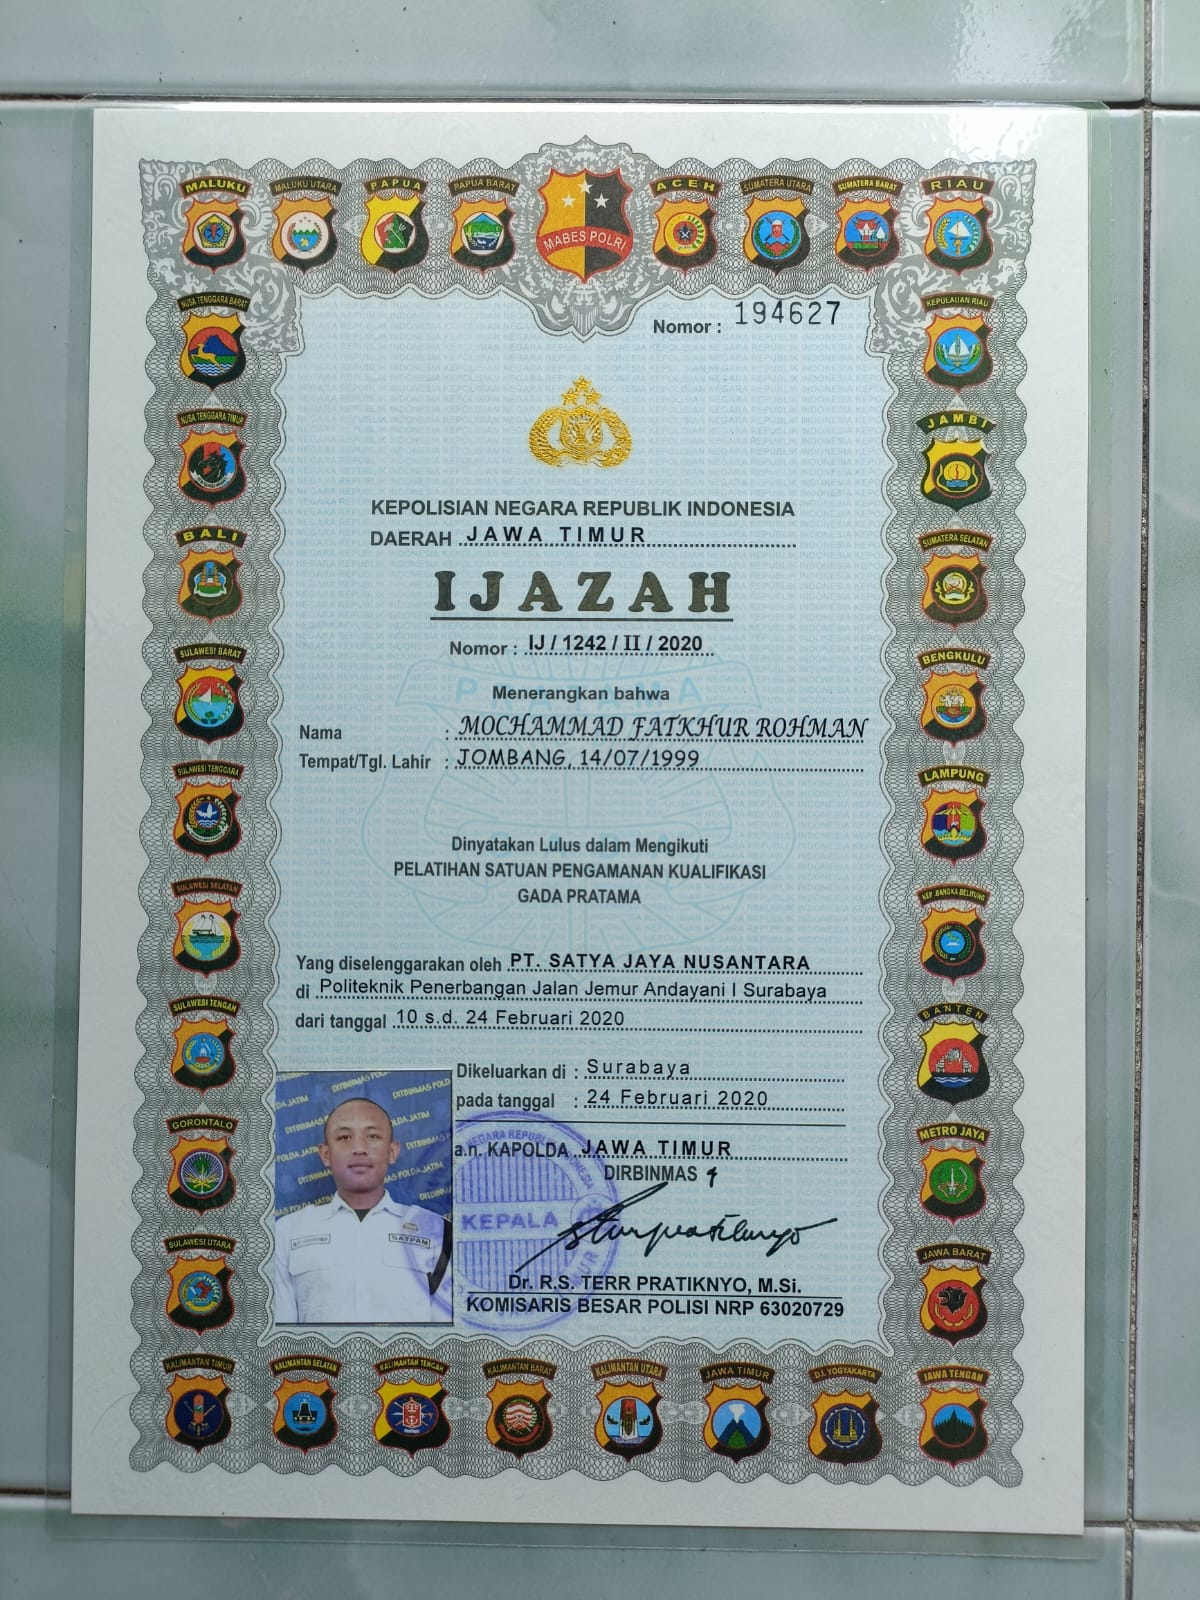 MALUKU
MALUKU UTARA
PAPUA
PAPUA BARAT
MABES POLRI
ACEH
SUMATERA UTARA
SUMATERA BARAT
RIAU
NUSA TENGGARA BARAT
KEPULAUAN RIAU
Nomor : 194627
NUSA TENGGARA TIMUR
JAMBI
KEPOLISIAN NEGARA REPUBLIK INDONESIA
DAERAH JAWA TIMUR
BALI
SUMATERA SELATAN
IJAZAH
Nomor : IJ / 1242 / II / 2020
SULAWESI BARAT
BENGKULU
PRATAMA
Menerangkan bahwa
Nama : MOCHAMMAD FATKHUR ROHMAN
Tempat/Tgl. Lahir : JOMBANG, 14/07/1999
SULAWESI TENGGARA
LAMPUNG
Dinyatakan Lulus dalam Mengikuti
PELATIHAN SATUAN PENGAMANAN KUALIFIKASI
GADA PRATAMA
SULAWESI SELATAN
KEP. BANGKA BELITUNG
Yang diselenggarakan oleh PT. SATYA JAYA NUSANTARA
di Politeknik Penerbangan Jalan Jemur Andayani I Surabaya
dari tanggal 10 s.d. 24 Februari 2020
SULAWESI TENGAH
BANTEN
Dikeluarkan di : Surabaya
pada tanggal : 24 Februari 2020
GORONTALO
METRO JAYA
a.n. KAPOLDA JAWA TIMUR
DIRBINMAS
DITBINMAS POLDA JATIM
SATPAM
NEGARA REPUBLIK
KEPALA
SULAWESI UTARA
JAWA BARAT
Dr. R.S. TERR PRATIKNYO, M.Si.
KOMISARIS BESAR POLISI NRP 63020729
KALIMANTAN TIMUR
KALIMANTAN SELATAN
KALIMANTAN TENGAH
KALIMANTAN BARAT
KALIMANTAN UTARA
JAWA TIMUR
D.I. YOGYAKARTA
JAWA TENGAH